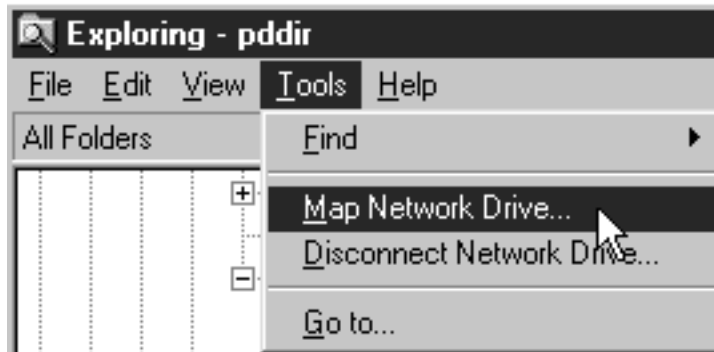 Exploring - pddir
File Edit View Tools Help
All Folders
Find
Map Network Drive...
Disconnect Network Drive...
Go to...